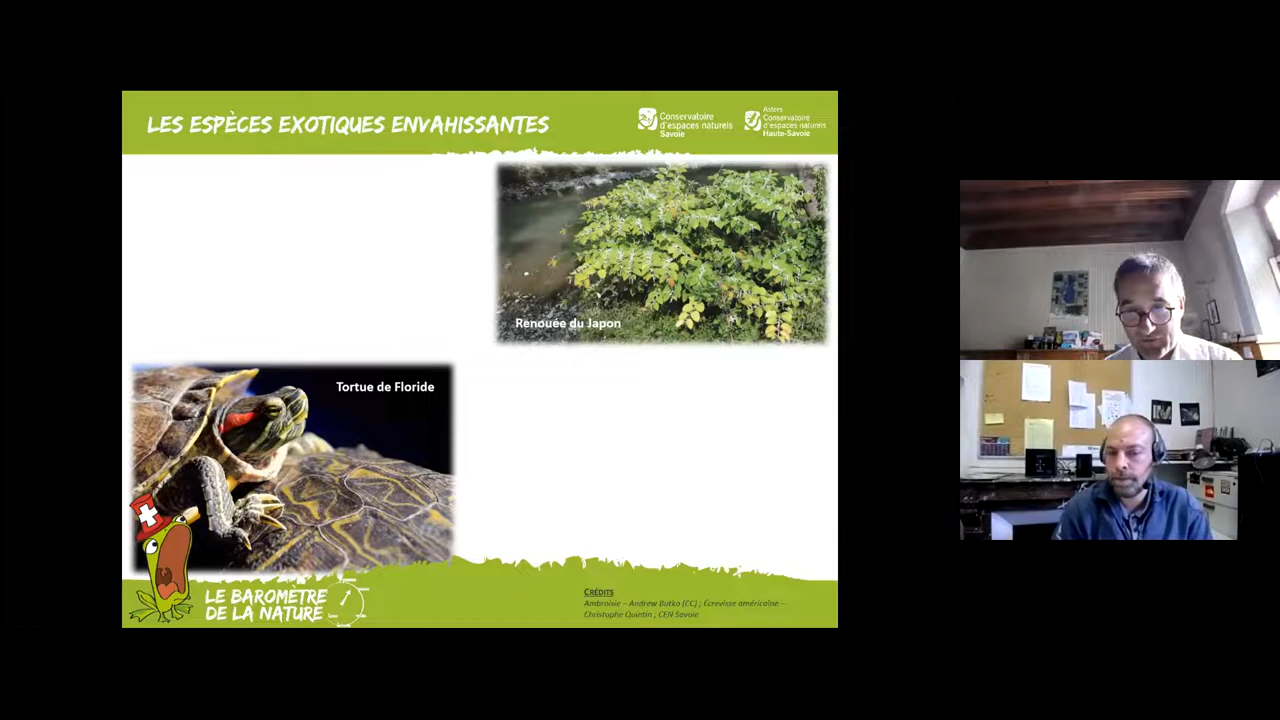 LES ESPÈCES EXOTIQUES ENVAHISSANTES
Conservatoire
d'espaces naturels
Savoie
Asters
Conservatoire
d'espaces naturels
Haute-Savoie
Renouée du Japon
Tortue de Floride
LE BAROMÈTRE
DE LA NATURE
CRÉDITS
Ambroisie – Andrew Butko (CC) ; Écrevisse américaine –
Christophe Quintin ; CEN Savoie